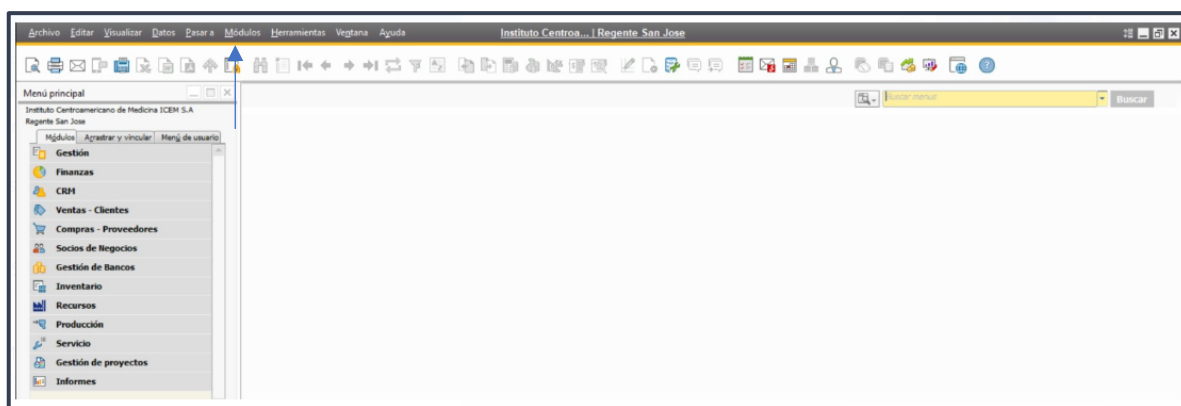 Archivo Editar Visualizar Datos Pasar a Módulos Herramientas Ventana Ayuda Instituto Centroa... | Regente San Jose
Menú principal
Buscar menús Buscar
Instituto Centroamericano de Medicina ICEM S.A
Regente San Jose
Módulos Arrastrar y vincular Menú de usuario
Gestión
Finanzas
CRM
Ventas - Clientes
Compras - Proveedores
Socios de Negocios
Gestión de Bancos
Inventario
Recursos
Producción
Servicio
Gestión de proyectos
Informes